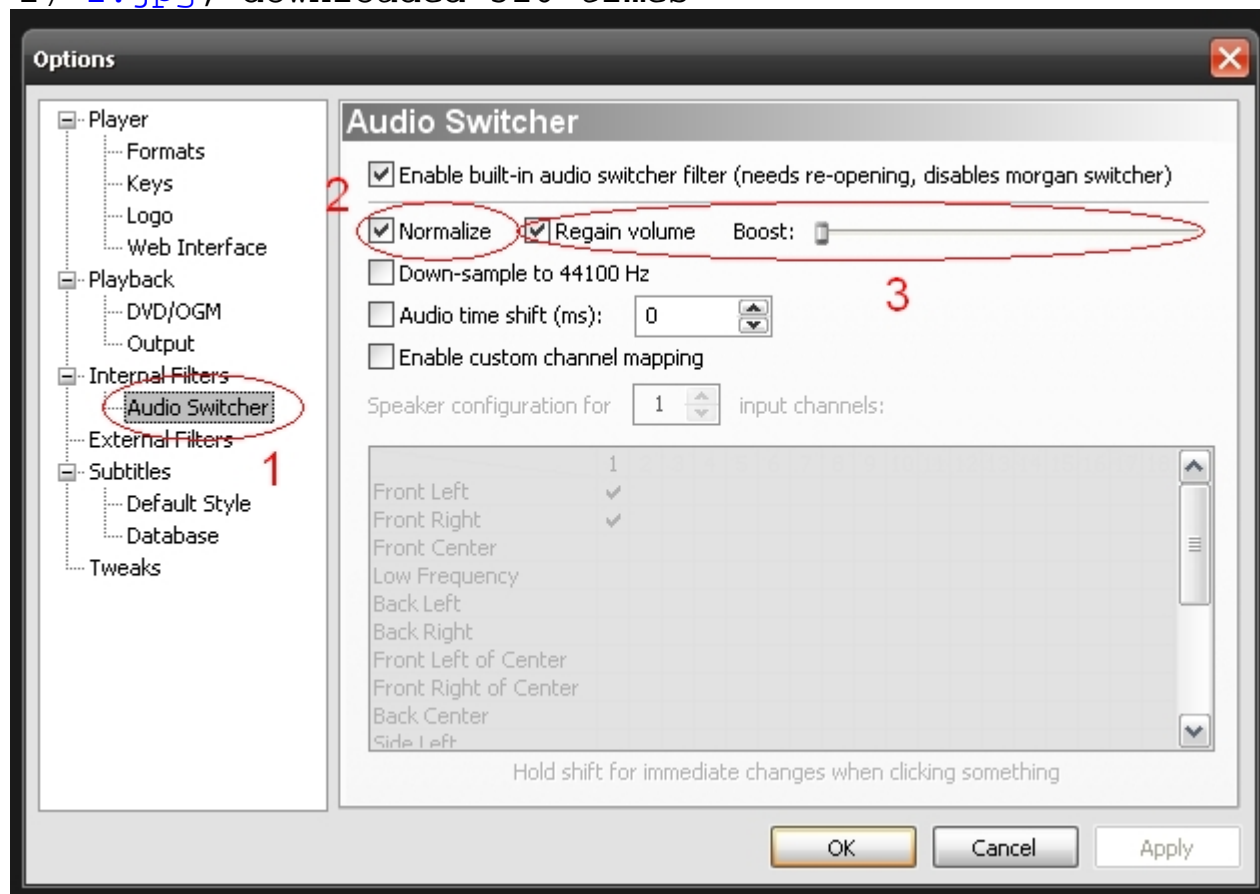 Options
Player
Formats
Keys
Logo
Web Interface
Playback
DVD/OGM
Output
Internal Filters
Audio Switcher
External Filters
Subtitles
Default Style
Database
Tweaks
1
Audio Switcher
Enable built-in audio switcher filter (needs re-opening, disables morgan switcher)
2
Normalize Regain volume Boost:
3
Down-sample to 44100 Hz
Audio time shift (ms): 0
Enable custom channel mapping
Speaker configuration for 1 input channels:
1
Front Left
Front Right
Front Center
Low Frequency
Back Left
Back Right
Front Left of Center
Front Right of Center
Back Center
Side Left
Hold shift for immediate changes when clicking something
OK Cancel Apply